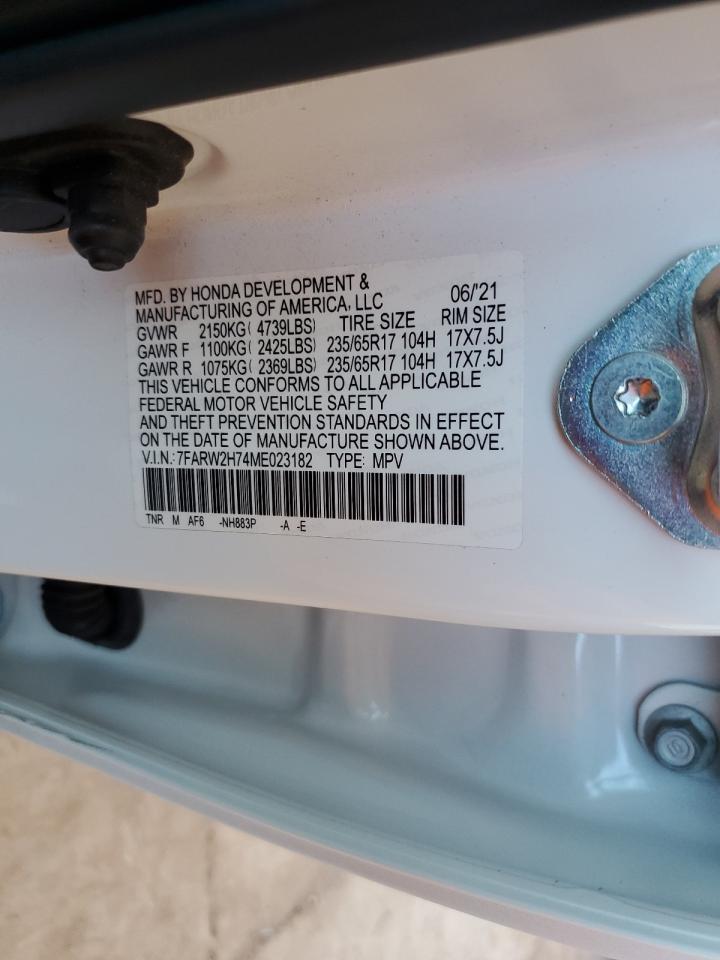 MFD. BY HONDA DEVELOPMENT & 06/'21
MANUFACTURING OF AMERICA, LLC RIM SIZE
GVWR 2150KG( 4739LBS) TIRE SIZE
GAWR F 1100KG( 2425LBS) 235/65R17 104H 17X7.5J
GAWR R 1075KG( 2369LBS) 235/65R17 104H 17X7.5J
THIS VEHICLE CONFORMS TO ALL APPLICABLE
FEDERAL MOTOR VEHICLE SAFETY
AND THEFT PREVENTION STANDARDS IN EFFECT
ON THE DATE OF MANUFACTURE SHOWN ABOVE.
V.I.N.:7FARW2H74ME023182 TYPE: MPV
TNR M AF6 -NH883P -A -E
10